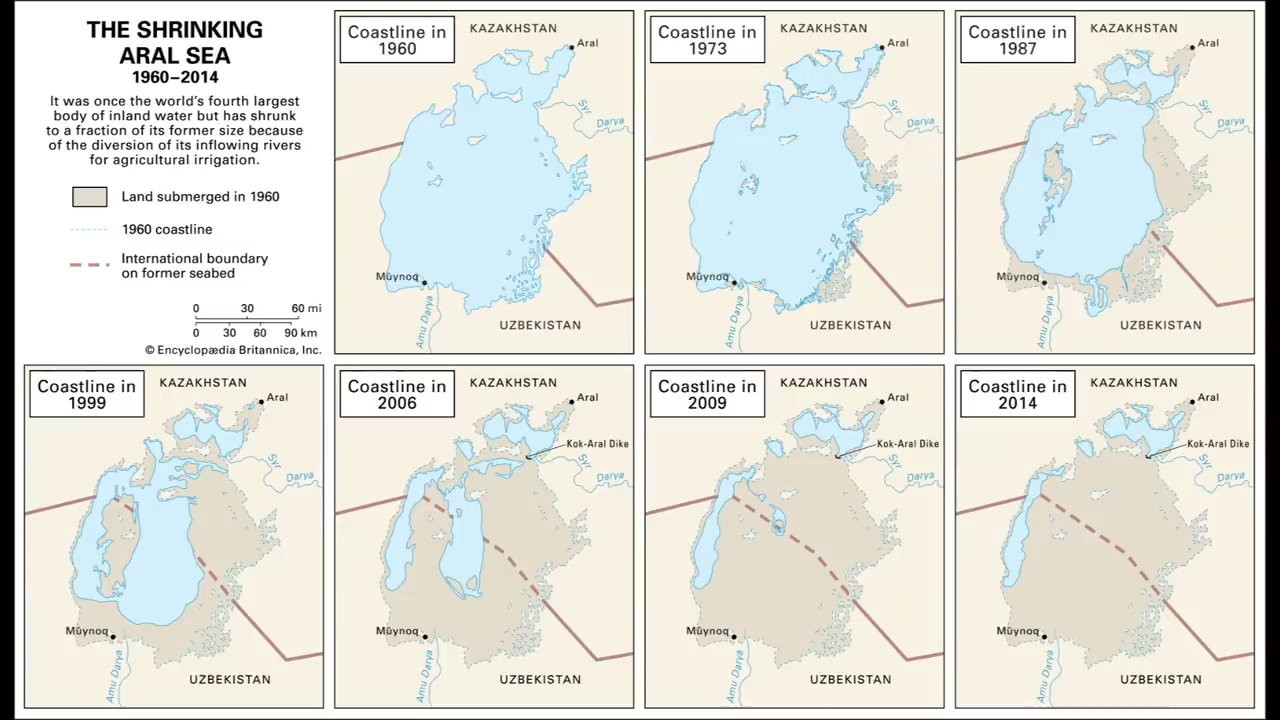 THE SHRINKING
ARAL SEA
1960–2014
It was once the world's fourth largest
body of inland water but has shrunk
to a fraction of its former size because
of the diversion of its inflowing rivers
for agricultural irrigation.
Land submerged in 1960
1960 coastline
International boundary
on former seabed
0 30 60 mi
0 30 60 90 km
© Encyclopædia Britannica, Inc.
Coastline in
1960
KAZAKHSTAN
Aral
Syr
Darya
Mŭynoq
Amu Darya
UZBEKISTAN
Coastline in
1973
KAZAKHSTAN
Aral
Syr
Darya
Mŭynoq
Amu Darya
UZBEKISTAN
Coastline in
1987
KAZAKHSTAN
Aral
Syr
Darya
Mŭynoq
Amu Darya
UZBEKISTAN
Coastline in
1999
KAZAKHSTAN
Aral
Syr
Darya
Mŭynoq
Amu Darya
UZBEKISTAN
Coastline in
2006
KAZAKHSTAN
Aral
Kok-Aral Dike
Syr
Darya
Mŭynoq
Amu Darya
UZBEKISTAN
Coastline in
2009
KAZAKHSTAN
Aral
Kok-Aral Dike
Syr
Darya
Mŭynoq
Amu Darya
UZBEKISTAN
Coastline in
2014
KAZAKHSTAN
Aral
Kok-Aral Dike
Syr
Darya
Mŭynoq
Amu Darya
UZBEKISTAN